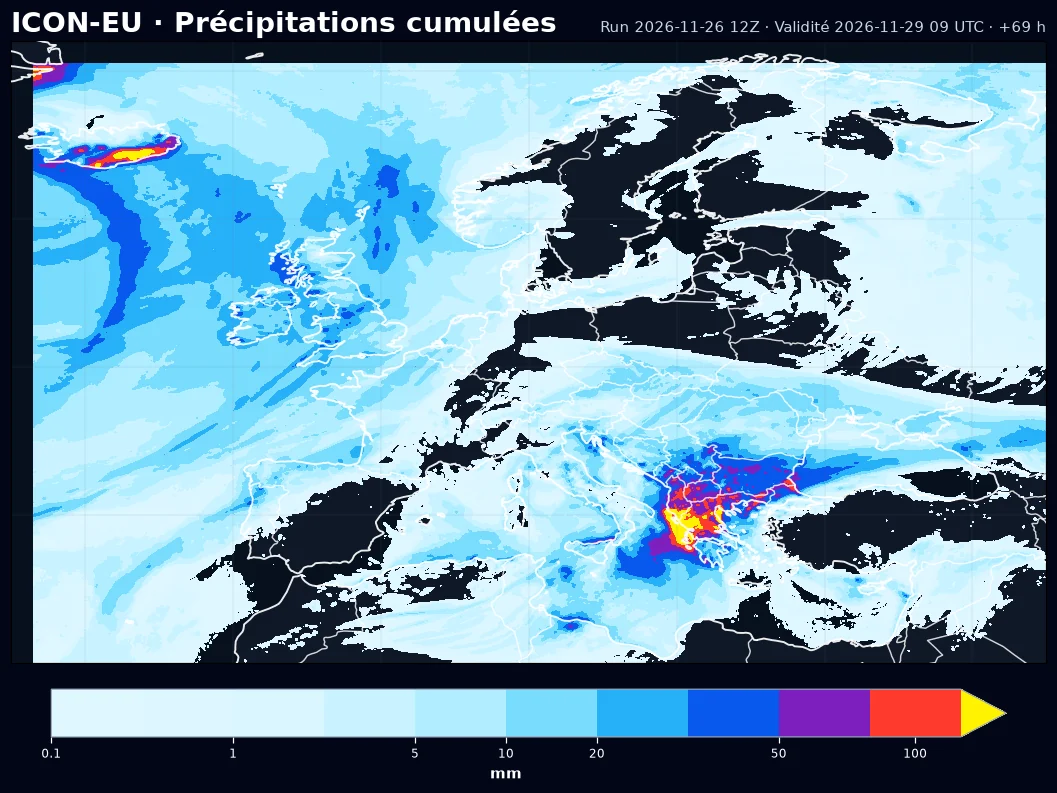 ICON-EU · Précipitations cumulées
Run 2026-11-26 12Z · Validité 2026-11-29 09 UTC · +69 h
0.1 1 5 10 20 50 100
mm